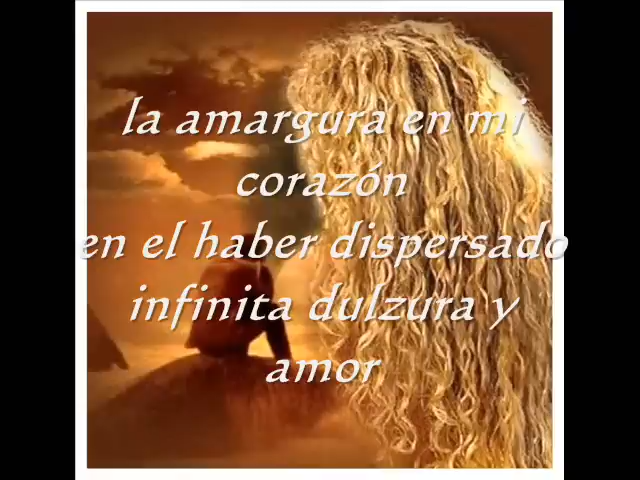 la amargura en mi
corazón
en el haber dispersado
infinita dulzura y
amor